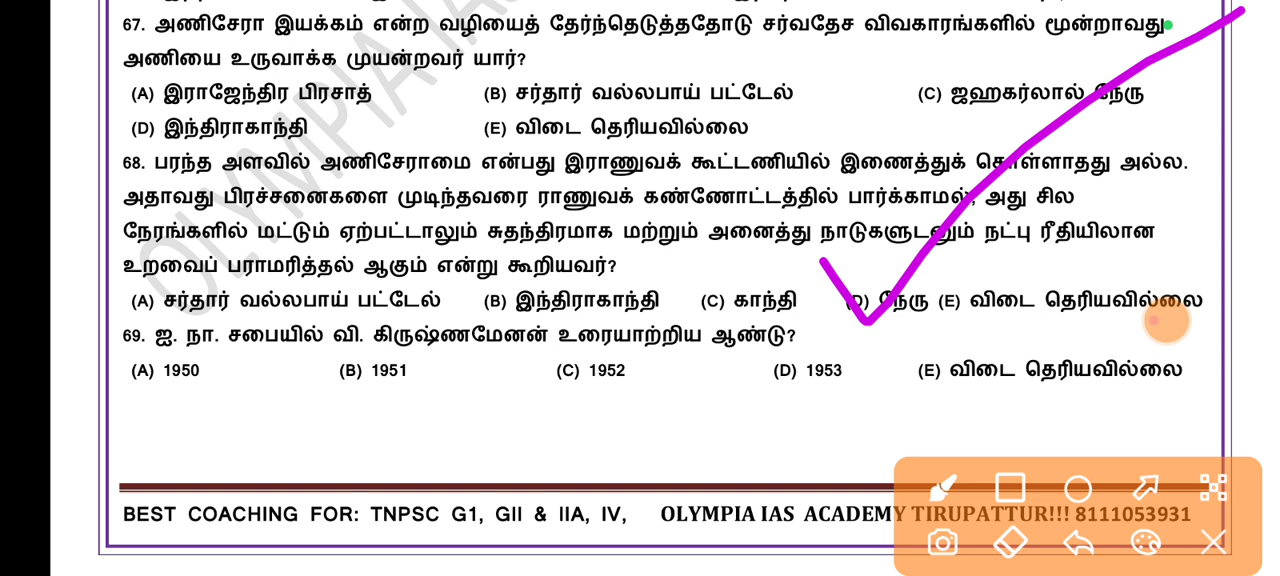 67. அணிசேரா இயக்கம் என்ற வழியைத் தேர்ந்தெடுத்ததோடு சர்வதேச விவகாரங்களில் மூன்றாவது
அணியை உருவாக்க முயன்றவர் யார்?
(A) இராஜேந்திர பிரசாத் (B) சர்தார் வல்லபாய் பட்டேல் (C) ஜஹகர்லால் நேரு
(D) இந்திராகாந்தி (E) விடை தெரியவில்லை
68. பரந்த அளவில் அணிசேராமை என்பது இராணுவக் கூட்டணியில் இணைத்துக் கொள்ளாதது அல்ல.
அதாவது பிரச்சனைகளை முடிந்தவரை ராணுவக் கண்ணோட்டத்தில் பார்க்காமல், அது சில
நேரங்களில் மட்டும் ஏற்பட்டாலும் சுதந்திரமாக மற்றும் அனைத்து நாடுகளுடனும் நட்பு ரீதியிலான
உறவைப் பராமரித்தல் ஆகும் என்று கூறியவர்?
(A) சர்தார் வல்லபாய் பட்டேல் (B) இந்திராகாந்தி (C) காந்தி (D) நேரு (E) விடை தெரியவில்லை
69. ஐ. நா. சபையில் வி. கிருஷ்ணமேனன் உரையாற்றிய ஆண்டு?
(A) 1950 (B) 1951 (C) 1952 (D) 1953 (E) விடை தெரியவில்லை
BEST COACHING FOR: TNPSC G1, GII & IIA, IV, OLYMPIA IAS ACADEMY TIRUPATTUR!!! 8111053931